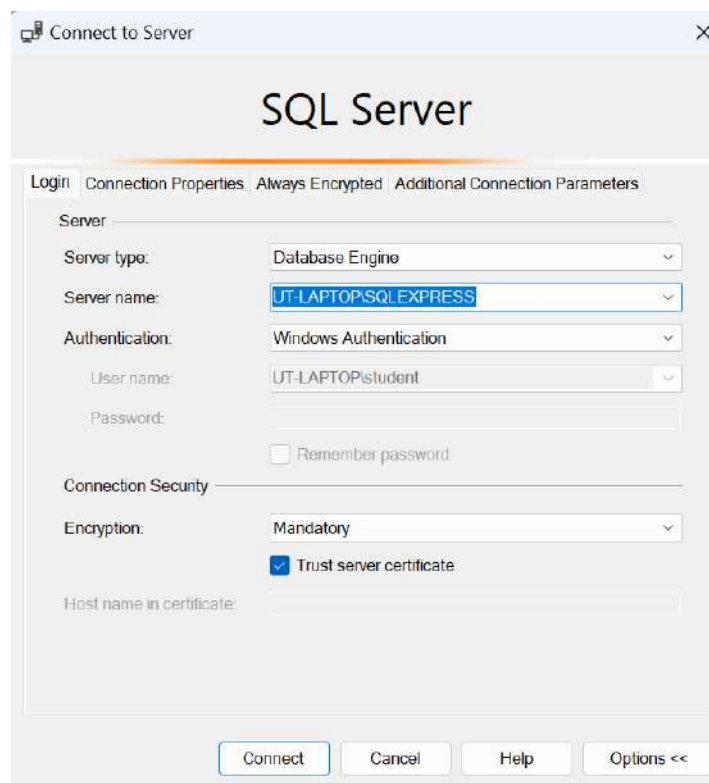 Connect to Server
SQL Server
Login Connection Properties Always Encrypted Additional Connection Parameters
Server
Server type: Database Engine
Server name: UT-LAPTOP\SQLEXPRESS
Authentication: Windows Authentication
User name: UT-LAPTOP\student
Password:
Remember password
Connection Security
Encryption: Mandatory
Trust server certificate
Host name in certificate:
Connect Cancel Help Options <<